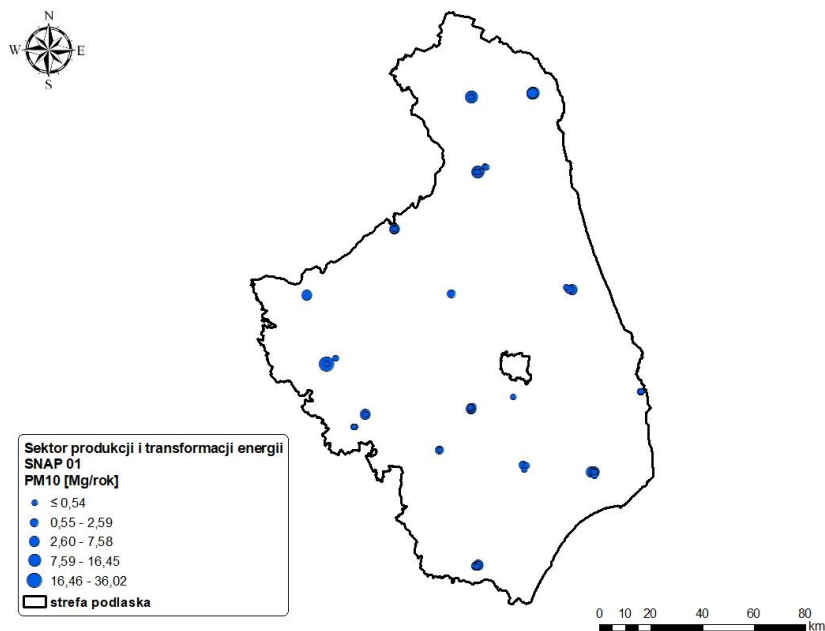 N
W E
S
Sektor produkcji i transformacji energii
SNAP 01
PM10 [Mg/rok]
≤ 0,54
0,55 - 2,59
2,60 - 7,58
7,59 - 16,45
16,46 - 36,02
strefa podlaska
0 10 20 40 60 80
km